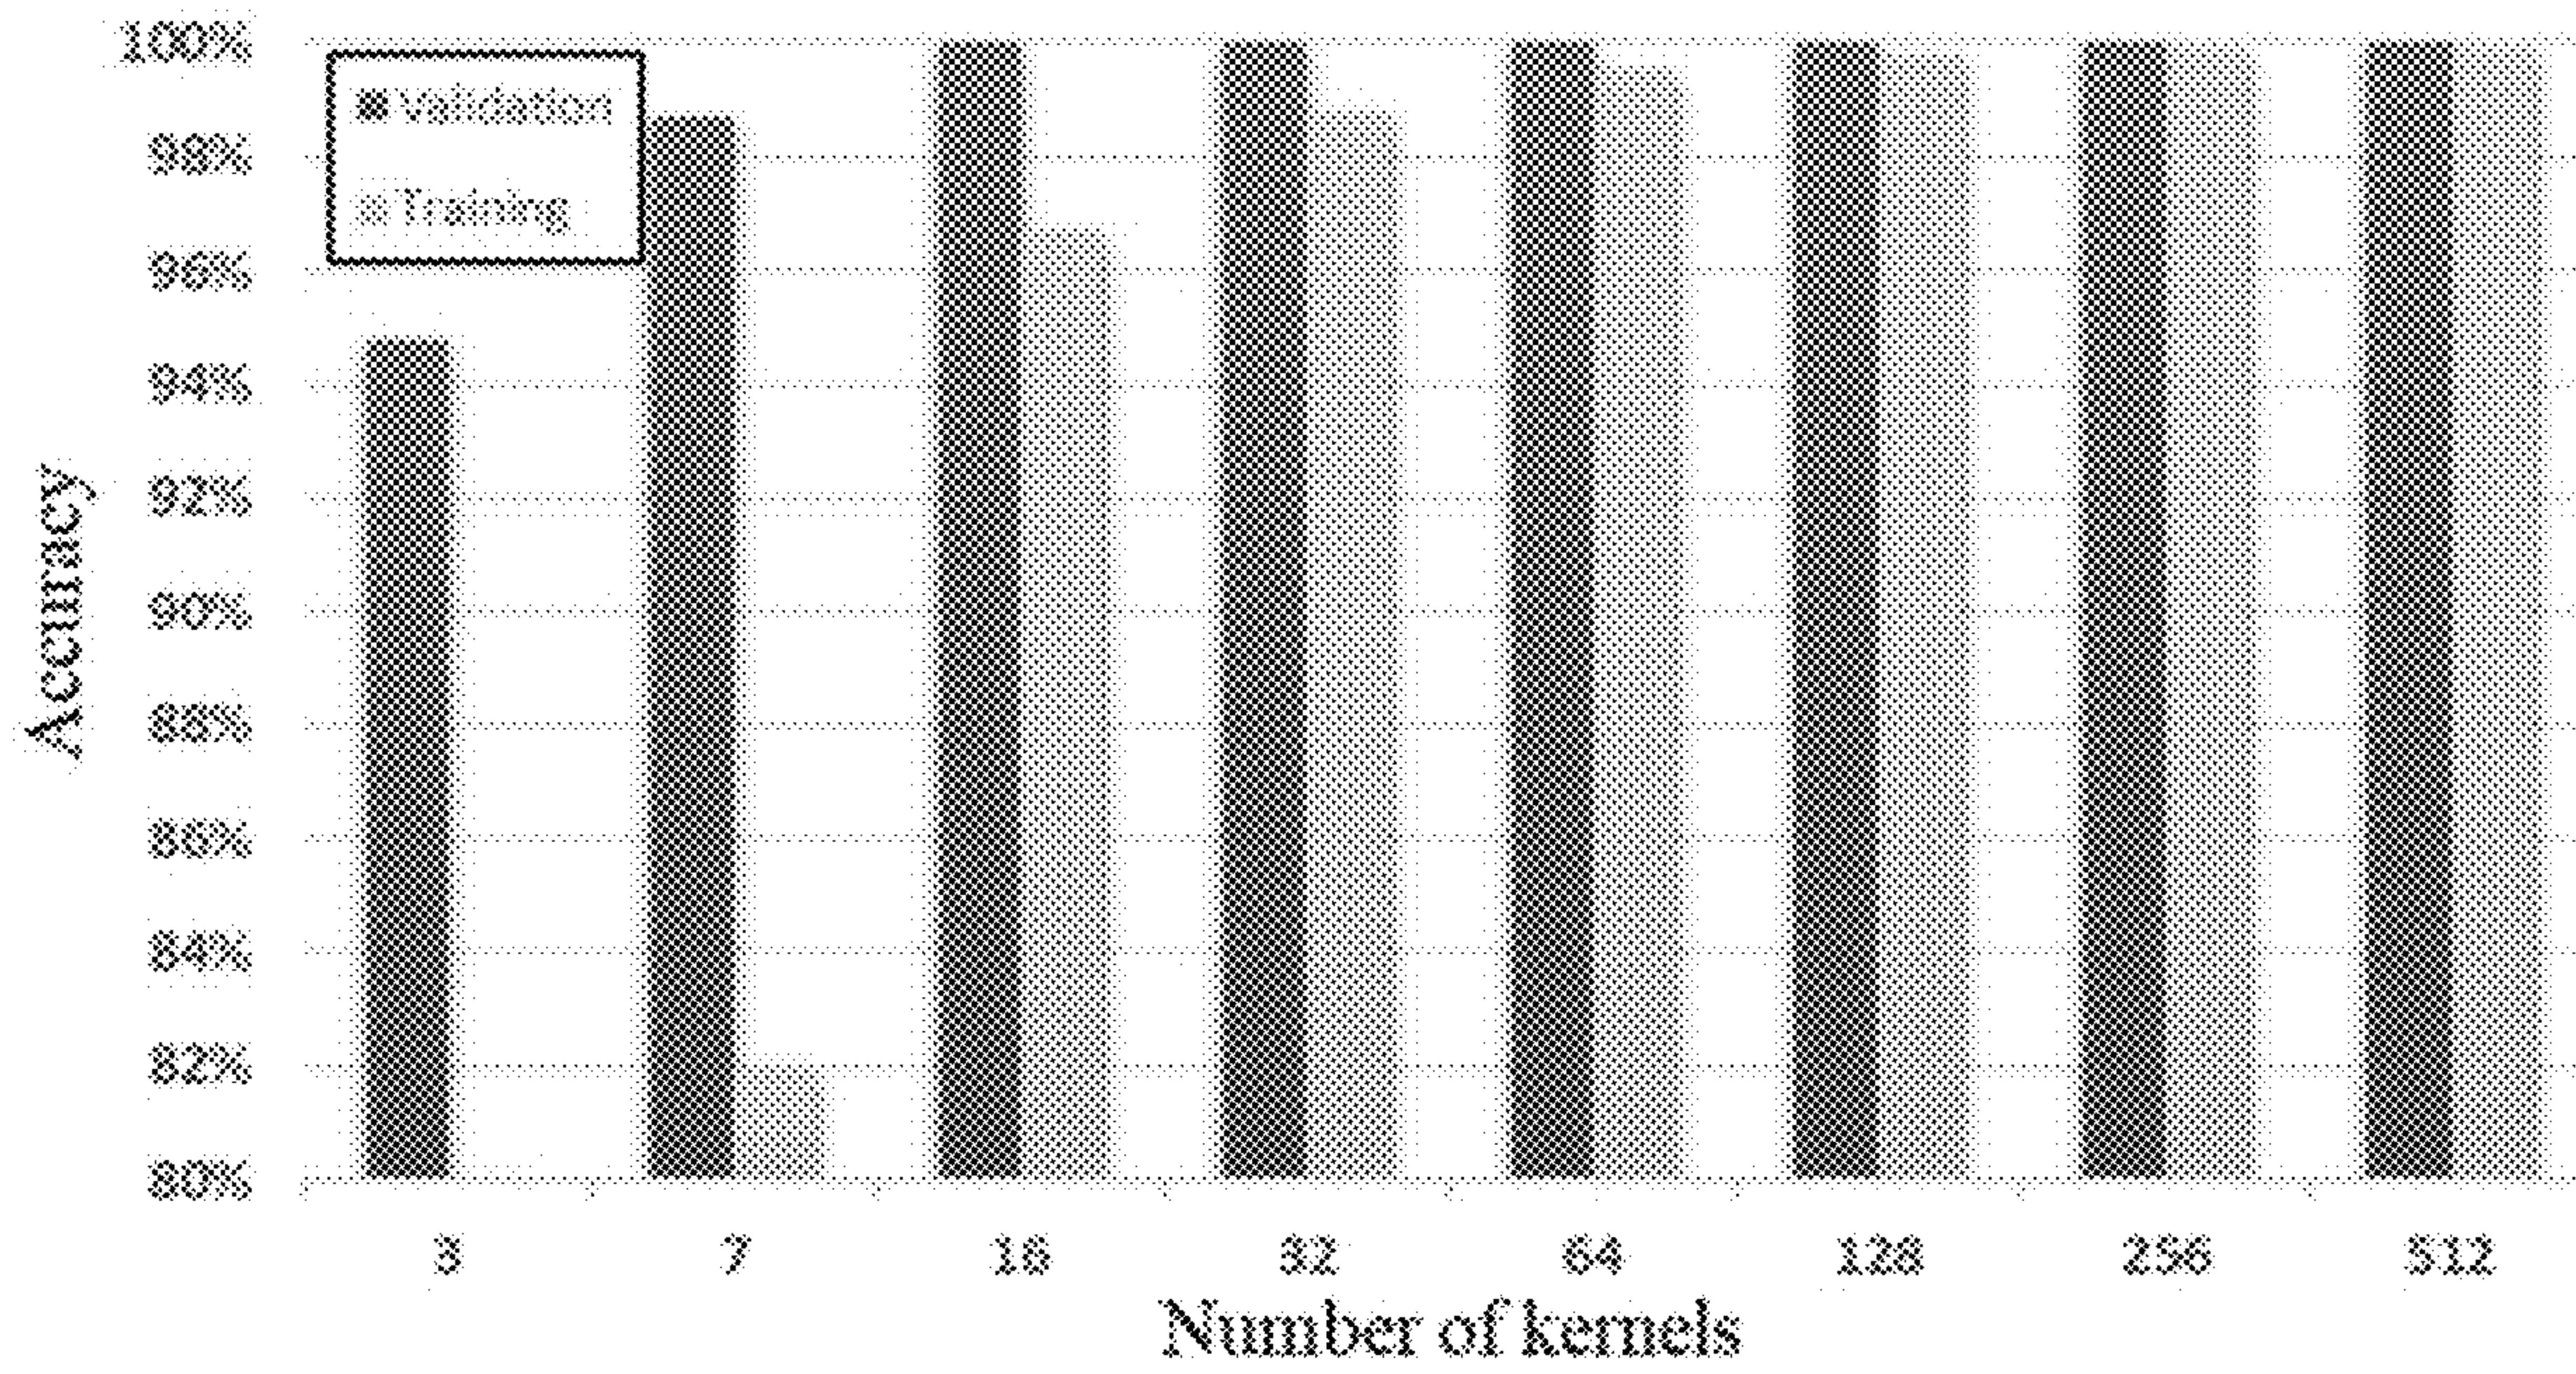 100%
98%
96%
94%
92%
90%
88%
86%
84%
82%
80%
Accuracy
Validation
Training
3 7 16 32 64 128 256 512
Number of kernels